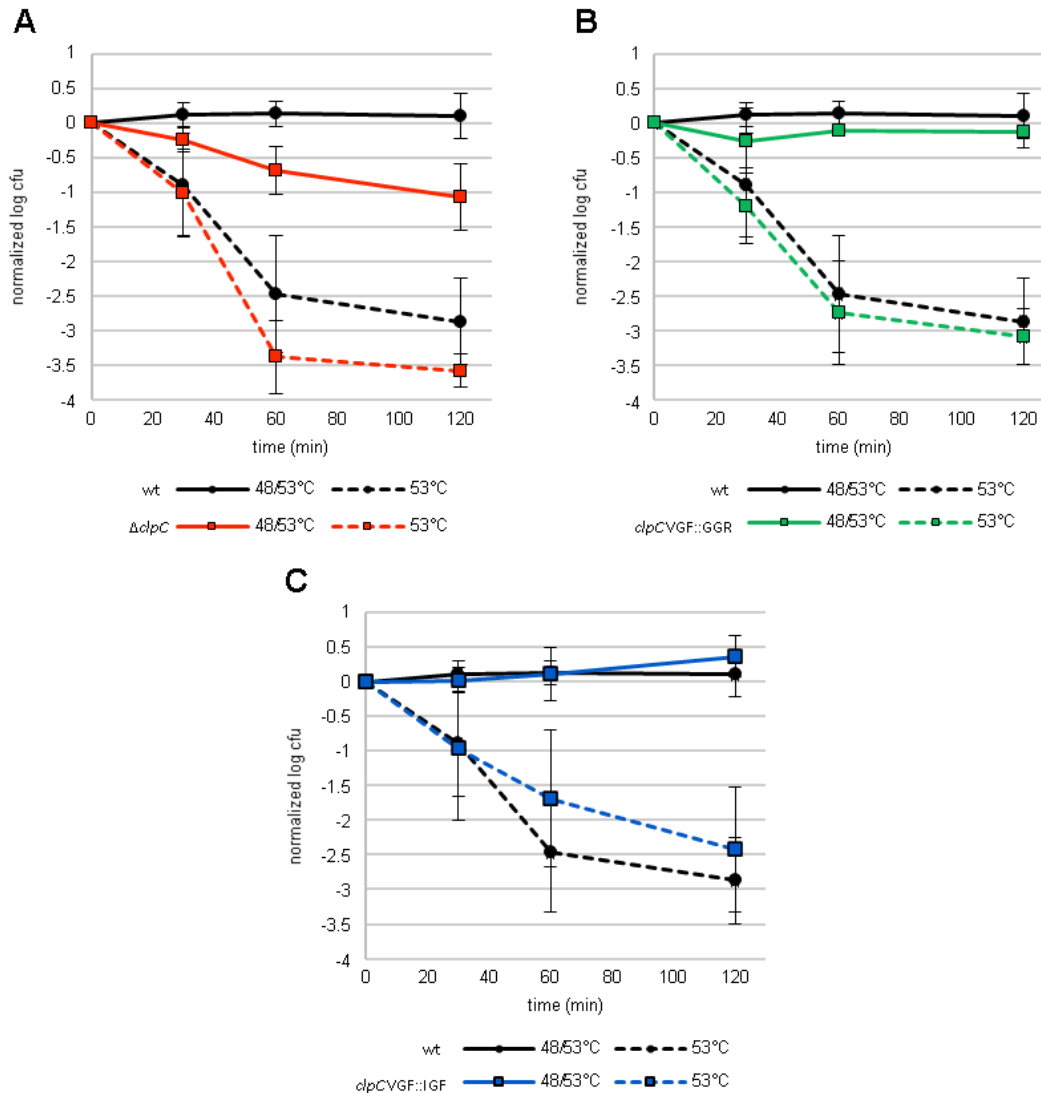 A
1
0.5
0
-0.5
-1
-1.5
-2
-2.5
-3
-3.5
-4
normalized log cfu
0 20 40 60 80 100 120
time (min)
wt 48/53°C 53°C
ΔclpC 48/53°C 53°C
B
1
0.5
0
-0.5
-1
-1.5
-2
-2.5
-3
-3.5
-4
normalized log cfu
0 20 40 60 80 100 120
time (min)
wt 48/53°C 53°C
clpCVGF::GGR 48/53°C 53°C
C
1
0.5
0
-0.5
-1
-1.5
-2
-2.5
-3
-3.5
-4
normalized log cfu
0 20 40 60 80 100 120
time (min)
wt 48/53°C 53°C
clpCVGF::IGF 48/53°C 53°C